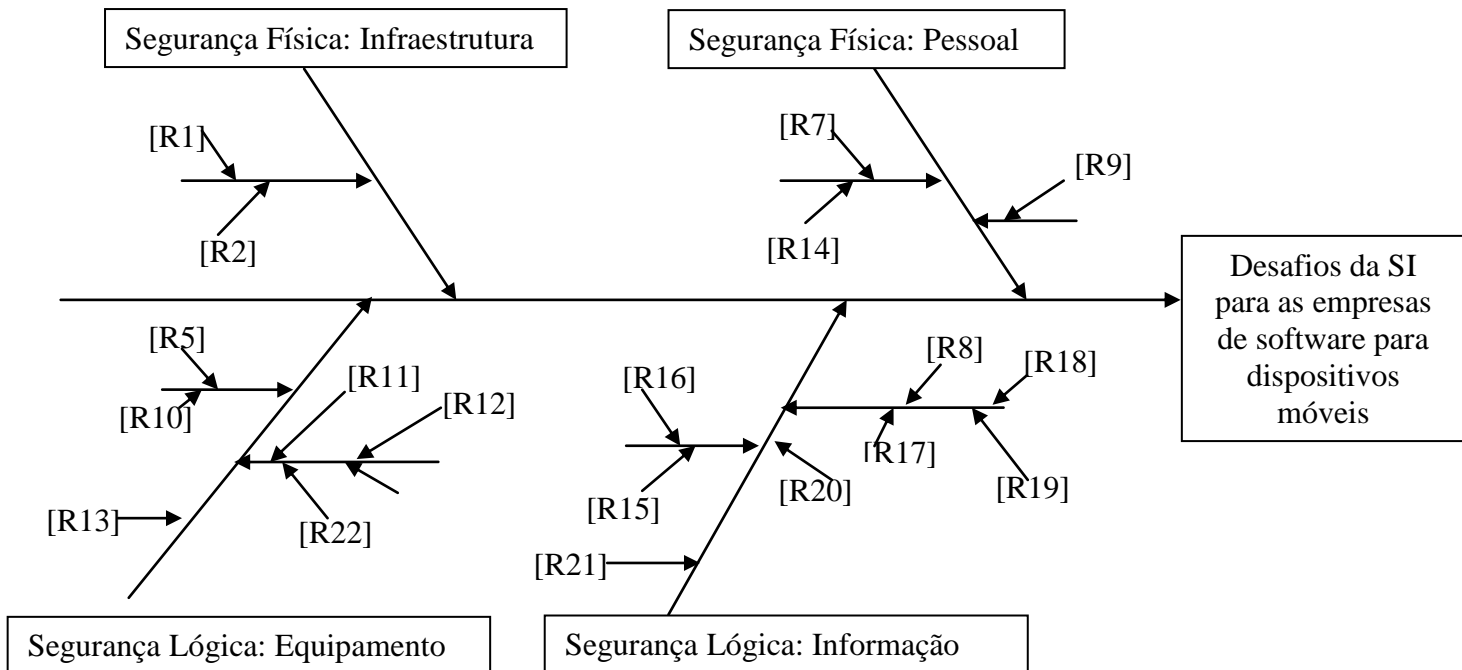 Segurança Física: Infraestrutura
Segurança Física: Pessoal
[R1]
[R2]
[R7]
[R14]
[R9]
Desafios da SI
para as empresas
de software para
dispositivos
móveis
[R5]
[R10]
[R11]
[R12]
[R13]
[R22]
[R16]
[R15]
[R8]
[R18]
[R17]
[R19]
[R20]
[R21]
Segurança Lógica: Equipamento
Segurança Lógica: Informação